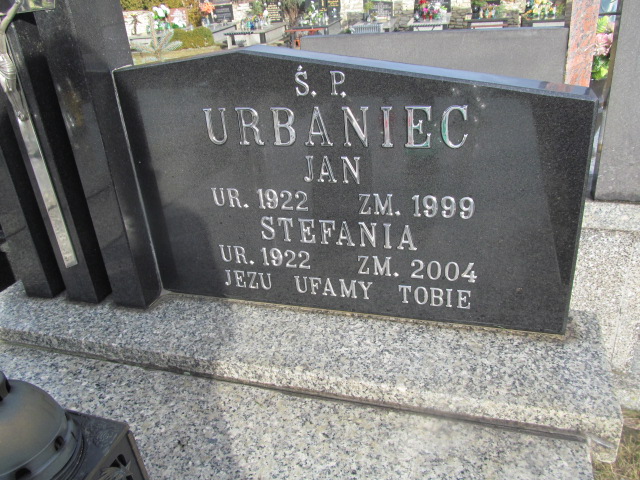 Ś. P.
URBANIEC
JAN
UR. 1922 ZM. 1999
STEFANIA
UR. 1922 ZM. 2004
JEZU UFAMY TOBIE